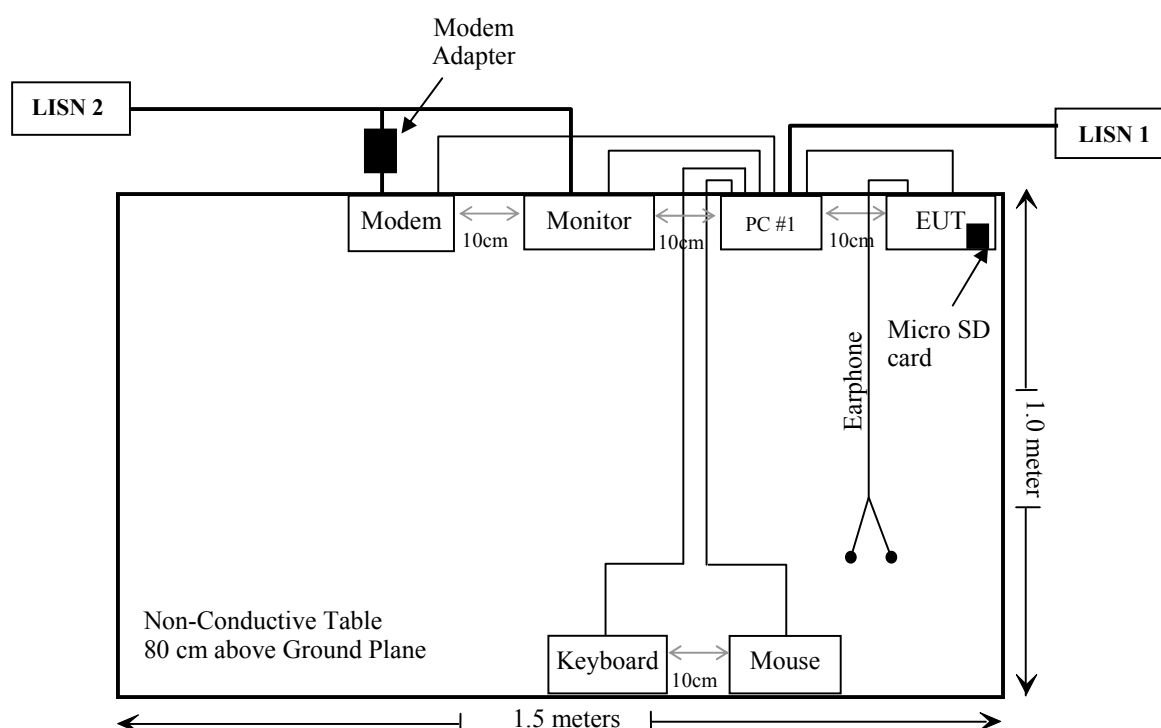 Modem
Adapter
LISN 2
LISN 1
Modem
Monitor
PC #1
EUT
10cm
10cm
10cm
Micro SD
card
Earphone
1.0 meter
Non-Conductive Table
80 cm above Ground Plane
Keyboard
Mouse
10cm
1.5 meters